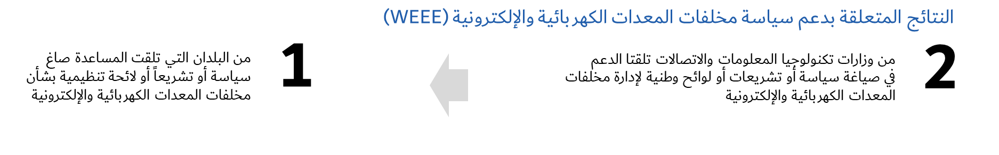 النتائج المتعلقة بدعم سياسة مخلفات المعدات الكهربائية والإلكترونية (WEEE)
2
من وزارات تكنولوجيا المعلومات والاتصالات تلقتا الدعم
في صياغة سياسة أو تشريعات أو لوائح وطنية لإدارة مخلفات
المعدات الكهربائية والإلكترونية
1
من البلدان التي تلقت المساعدة صاغ
سياسة أو تشريعاً أو لائحة تنظيمية بشأن
مخلفات المعدات الكهربائية والإلكترونية